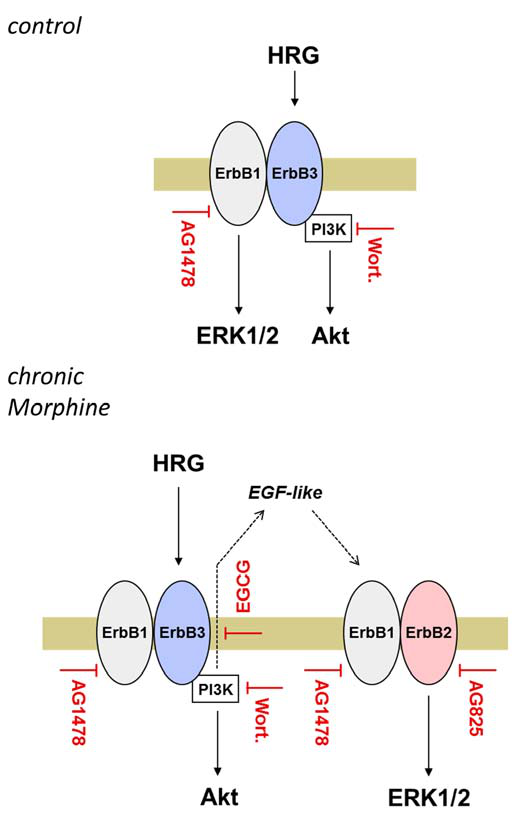 control
HRG
ErbB1 ErbB3
PI3K
AG1478
Wort.
ERK1/2 Akt
chronic
Morphine
HRG
EGF-like
EGCG
ErbB1 ErbB3
ErbB1 ErbB2
PI3K
AG1478
Wort.
AG1478
AG825
Akt
ERK1/2